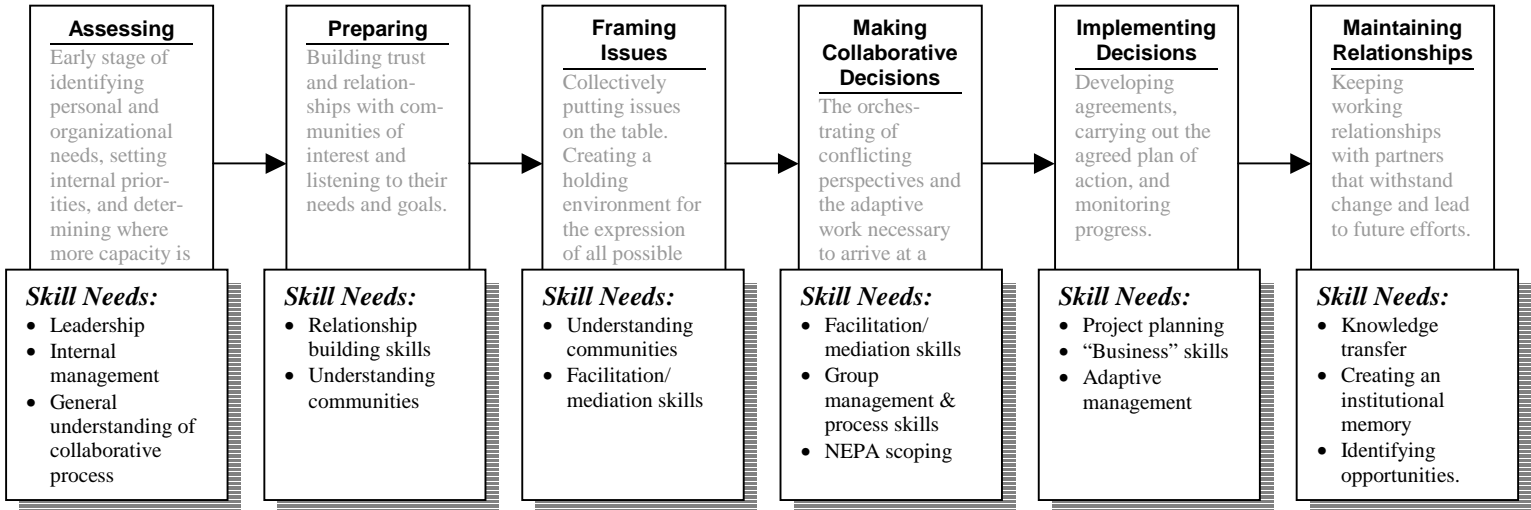 Assessing
Early stage of
identifying
personal and
organizational
needs, setting
internal prior-
ities, and deter-
mining where
more capacity is
Skill Needs:
• Leadership
• Internal
management
• General
understanding of
collaborative
process
Preparing
Building trust
and relation-
ships with com-
munities of
interest and
listening to their
needs and goals.
Skill Needs:
• Relationship
building skills
• Understanding
communities
Framing
Issues
Collectively
putting issues
on the table.
Creating a
holding
environment for
the expression
of all possible
Skill Needs:
• Understanding
communities
• Facilitation/
mediation skills
Making
Collaborative
Decisions
The orches-
trating of
conflicting
perspectives and
the adaptive
work necessary
to arrive at a
Skill Needs:
• Facilitation/
mediation skills
• Group
management &
process skills
• NEPA scoping
Implementing
Decisions
Developing
agreements,
carrying out the
agreed plan of
action, and
monitoring
progress.
Skill Needs:
• Project planning
• “Business” skills
• Adaptive
management
Maintaining
Relationships
Keeping
working
relationships
with partners
that withstand
change and lead
to future efforts.
Skill Needs:
• Knowledge
transfer
• Creating an
institutional
memory
• Identifying
opportunities.